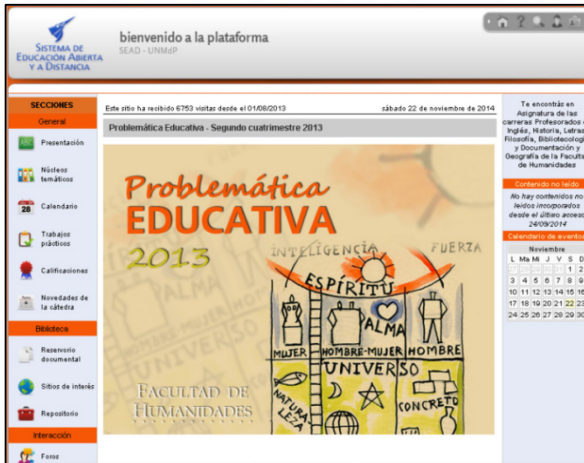 SISTEMA DE
EDUCACIÓN ABIERTA
Y A DISTANCIA
bienvenido a la plataforma
SEAD - UNMdP
SECCIONES
General
Presentación
Núcleos
temáticos
Calendario
28
Trabajos
prácticos
Calificaciones
Novedades de
la cátedra
Biblioteca
Reservorio
documental
Sitios de interés
Repositorio
Interacción
Foros
Este sitio ha recibido 6753 visitas desde el 01/08/2013
sábado 22 de noviembre de 2014
Problemática Educativa - Segundo cuatrimestre 2013
Problemática
EDUCATIVA
2013
INTELIGENCIA
FUERZA
ESPÍRITU
ALMA
MUJER
HOMBRE-MUJER
HOMBRE
UNIVERSO
NATURALEZA
CONCRETO
FACULTAD DE
HUMANIDADES
Te encontrás en
Asignatura de las
carreras Profesorados
Inglés, Historia, Letras
Filosofía, Bibliotecologí
y Documentación y
Geografía de la Faculta
de Humanidades
Contenido no leído
No hay contenidos no
leídos incorporados
desde el último acceso
24/09/2014
Calendario de eventos
Noviembre
L Ma Mi J V S D
1 2
3 4 5 6 7 8 9
10 11 12 13 14 15 16
17 18 19 20 21 22 23
24 25 26 27 28 29 30